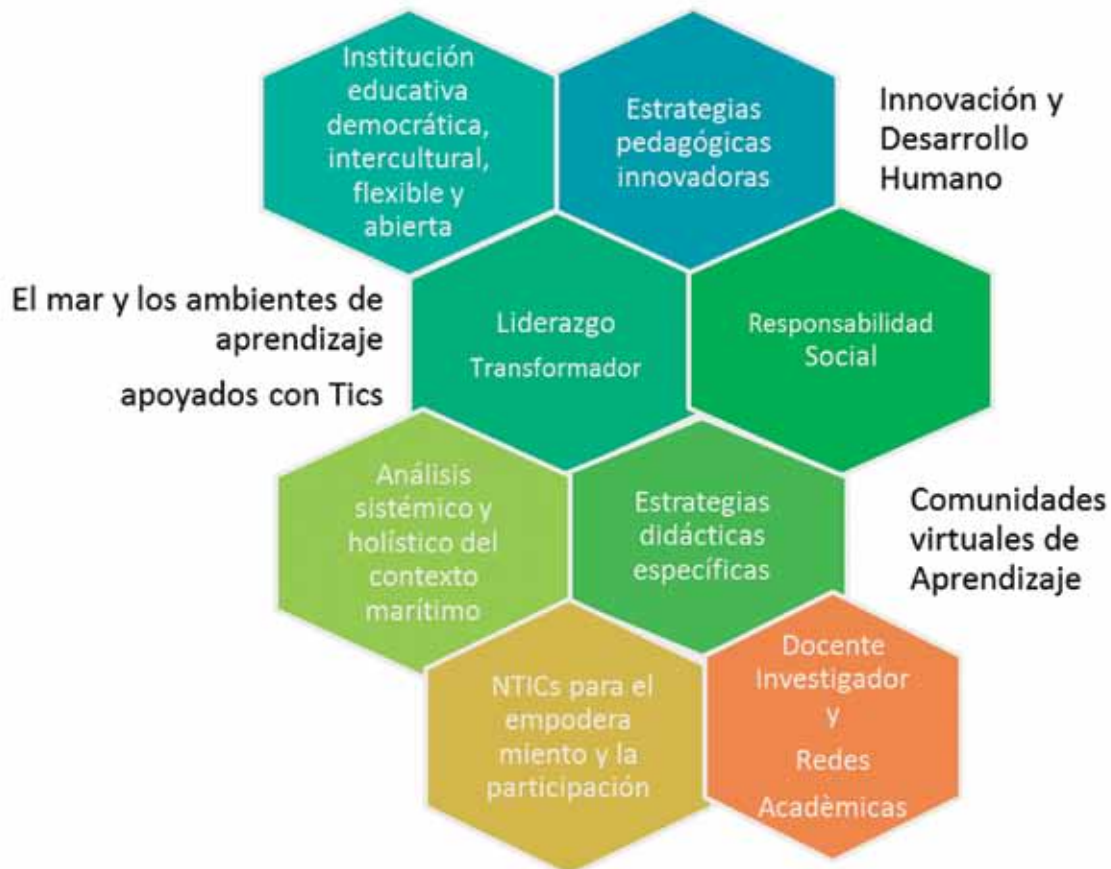 Institución
educativa
democrática,
intercultural,
flexible y
abierta
Estrategias
pedagógicas
innovadoras
Innovación y
Desarrollo
Humano
El mar y los ambientes de
aprendizaje
apoyados con Tics
Liderazgo
Transformador
Responsabilidad
Social
Análisis
sistémico y
holístico del
contexto
marítimo
Estrategias
didácticas
específicas
Comunidades
virtuales de
Aprendizaje
NTICs para el
empodera
miento y la
participación
Docente
Investigador
y
Redes
Acadèmicas